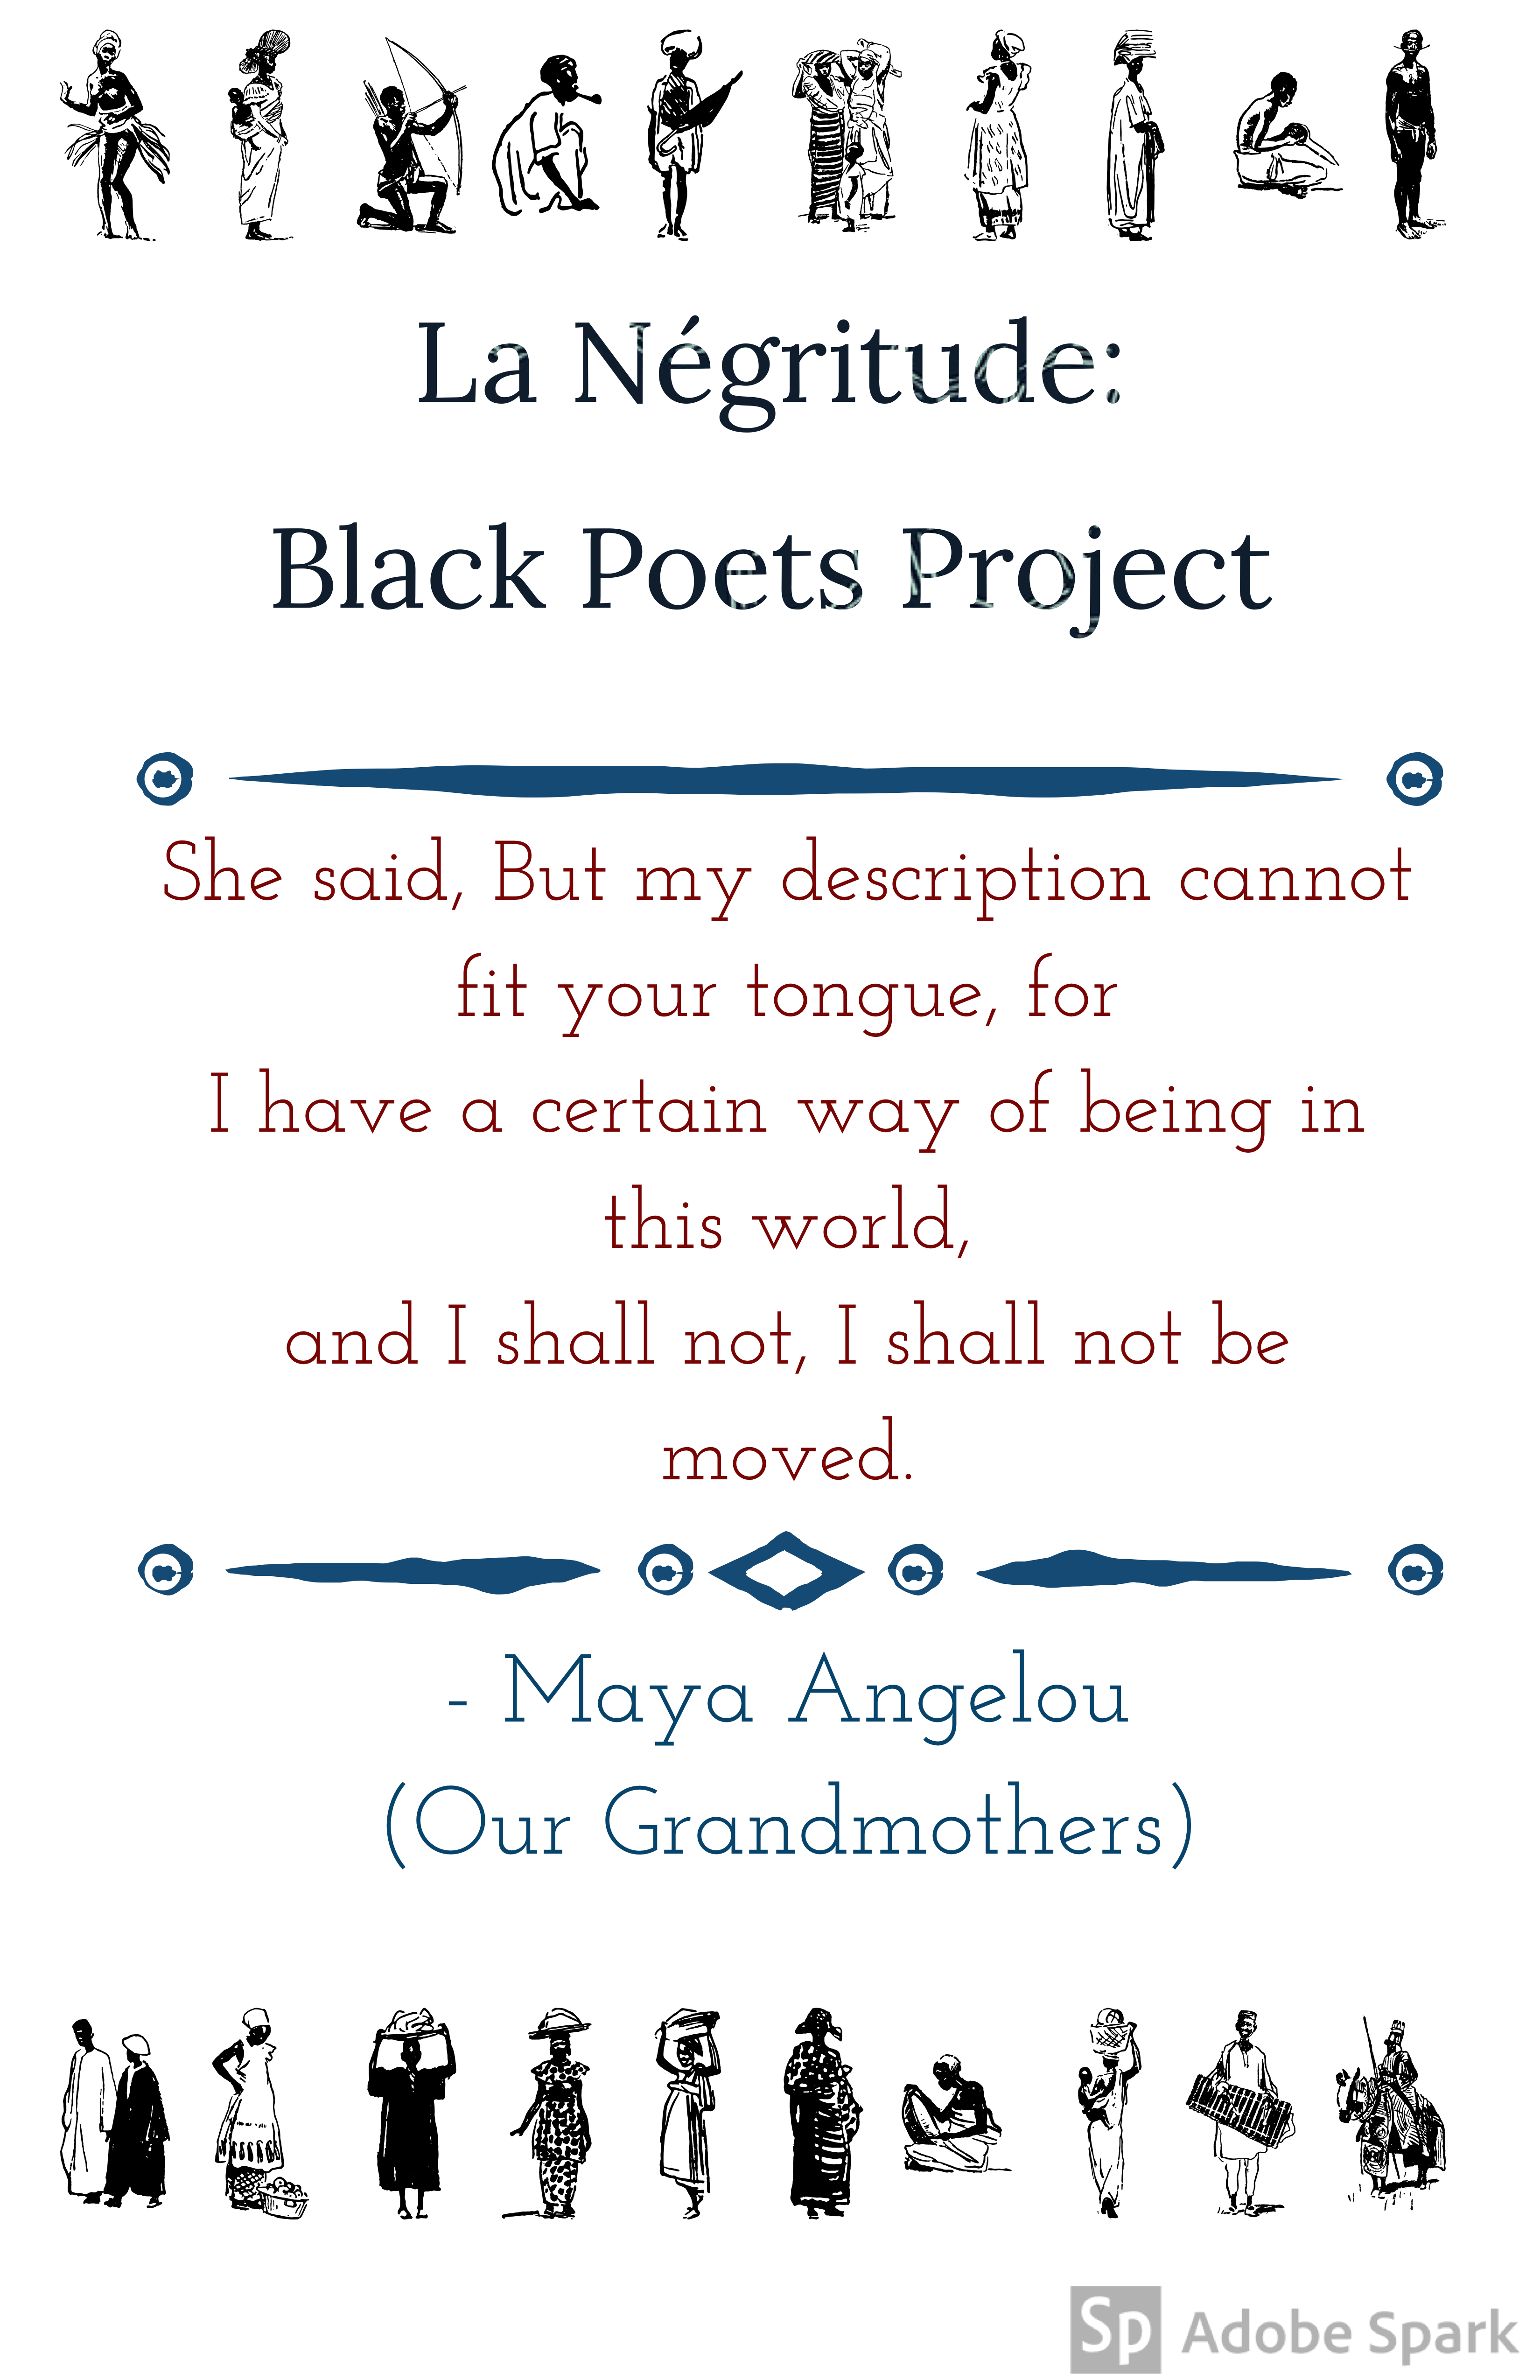 La Négritude:
Black Poets Project
She said, But my description cannot
fit your tongue, for
I have a certain way of being in
this world,
and I shall not, I shall not be
moved.
- Maya Angelou
(Our Grandmothers)
Sp Adobe Spark